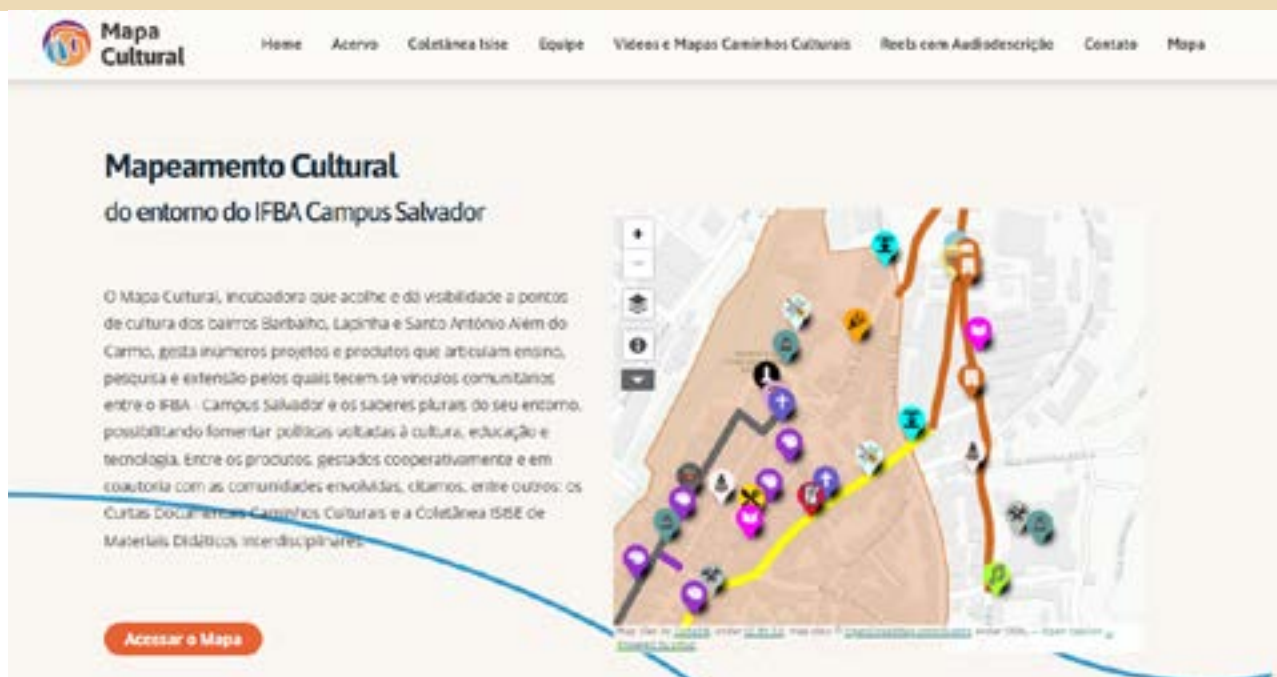 Mapa
Cultural
Home
Acervo
Coletânea Isise
Equipe
Vídeos e Mapas Caminhos Culturais
Reels com Audiodescrição
Contato
Mapa
Mapeamento Cultural
do entorno do IFBA Campus Salvador
O Mapa Cultural, incubadora que acolhe e dá visibilidade a pontos
de cultura dos bairros Barbalho, Lapinha e Santo Antônio Além do
Carmo, gesta inúmeros projetos e produtos que articulam ensino,
pesquisa e extensão pelos quais tecem-se vínculos comunitários
entre o IFBA - Campus Salvador e os saberes plurais do seu entorno,
possibilitando fomentar políticas voltadas à cultura, educação e
tecnologia. Entre os produtos, gestados cooperativamente e em
coautoria com as comunidades envolvidas, citamos, entre outros: os
Curtas Documentais Caminhos Culturais e a Coletânea ISISE de
Materiais Didáticos Interdisciplinares.
Acessar o Mapa
+
−